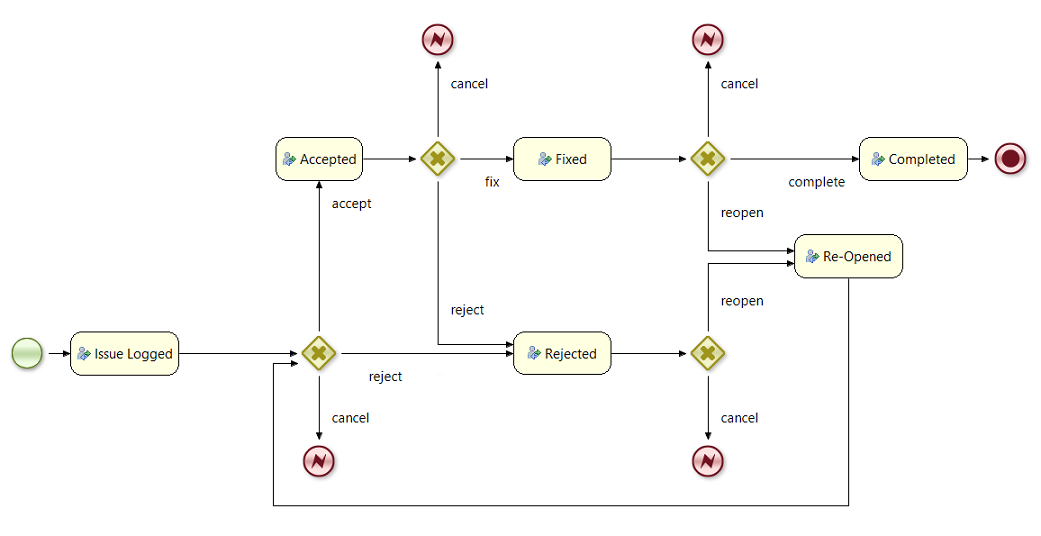 cancel
cancel
Accepted
Fixed
Completed
fix
complete
accept
reopen
Re-Opened
reopen
reject
Issue Logged
Rejected
reject
cancel
cancel